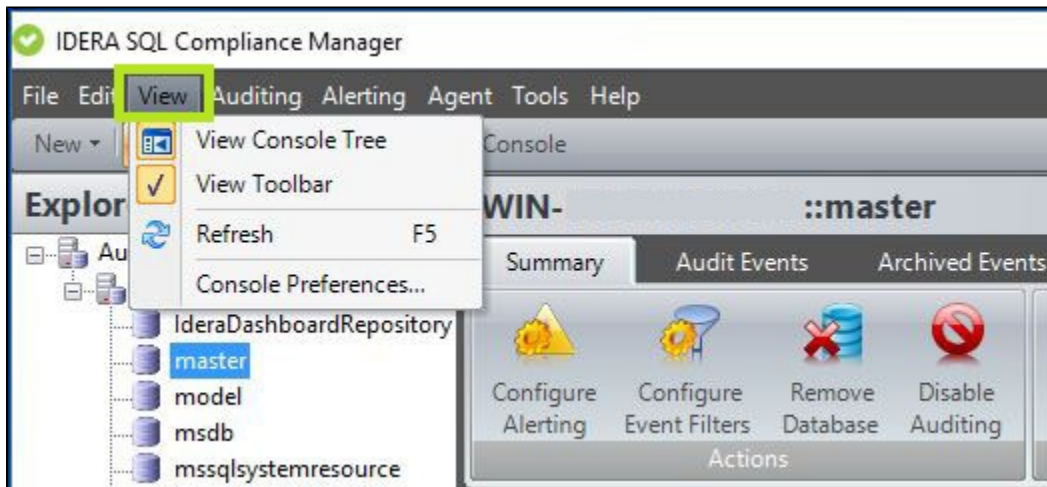 IDERA SQL Compliance Manager
File Edit View Auditing Alerting Agent Tools Help
New Console
View Console Tree
View Toolbar
Refresh F5
Console Preferences...
WIN- ::master
Summary Audit Events Archived Events
IderaDashboardRepository
master
model
msdb
mssqlsystemresource
Configure Alerting
Configure Event Filters
Remove Database
Disable Auditing
Actions